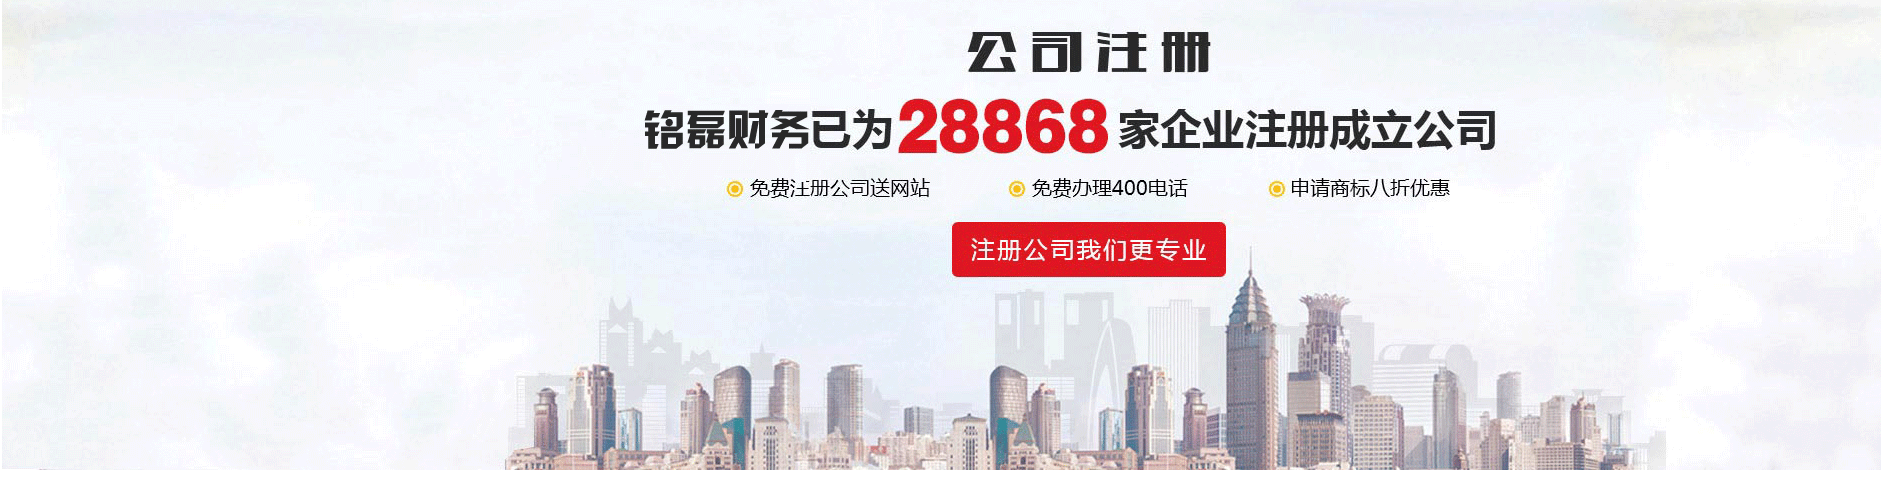 公司注册
铭磊财务已为28868家企业注册成立公司
免费注册公司送网站 免费办理400电话 申请商标八折优惠
注册公司我们更专业